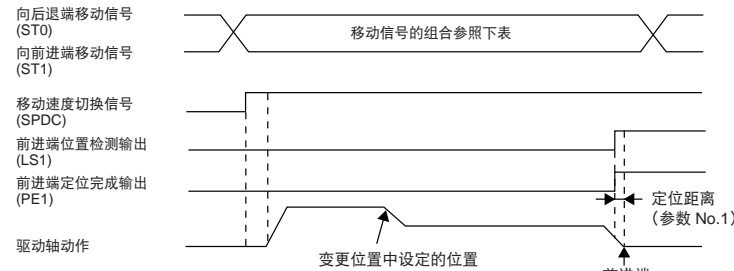 向后退端移动信号
(ST0)
移动信号的组合参照下表
向前进端移动信号
(ST1)
移动速度切换信号
(SPDC)
前进端位置检测输出
(LS1)
前进端定位完成输出
(PE1)
定位距离
（参数 No.1）
变更位置中设定的位置
驱动轴动作
前进端